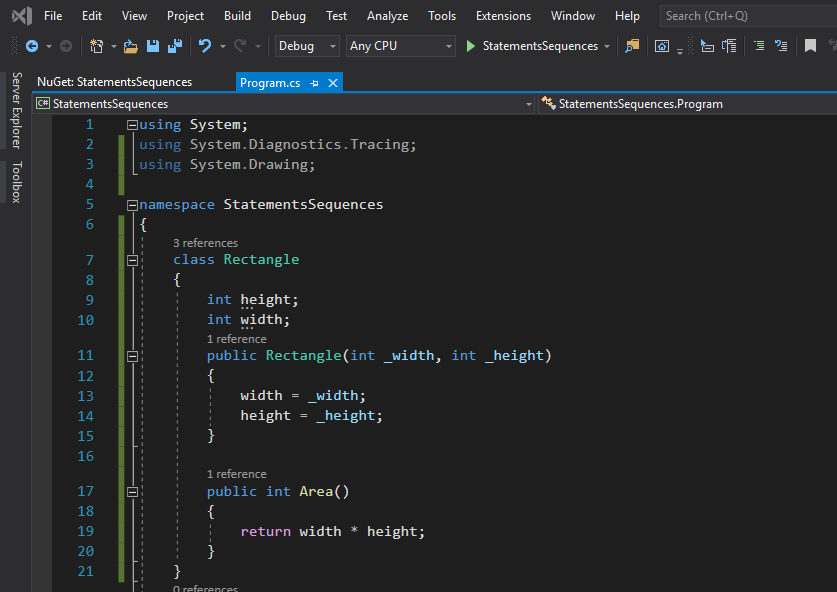 File Edit View Project Build Debug Test Analyze Tools Extensions Window Help Search (Ctrl+Q)
Debug Any CPU StatementsSequences
Server Explorer
Toolbox
NuGet: StatementsSequences Program.cs
C# StatementsSequences StatementsSequences.Program
1 using System;
2 using System.Diagnostics.Tracing;
3 using System.Drawing;
4
5 namespace StatementsSequences
6 {
3 references
7 class Rectangle
8 {
9 int height;
10 int width;
1 reference
11 public Rectangle(int _width, int _height)
12 {
13 width = _width;
14 height = _height;
15 }
16
1 reference
17 public int Area()
18 {
19 return width * height;
20 }
21 }
0 references